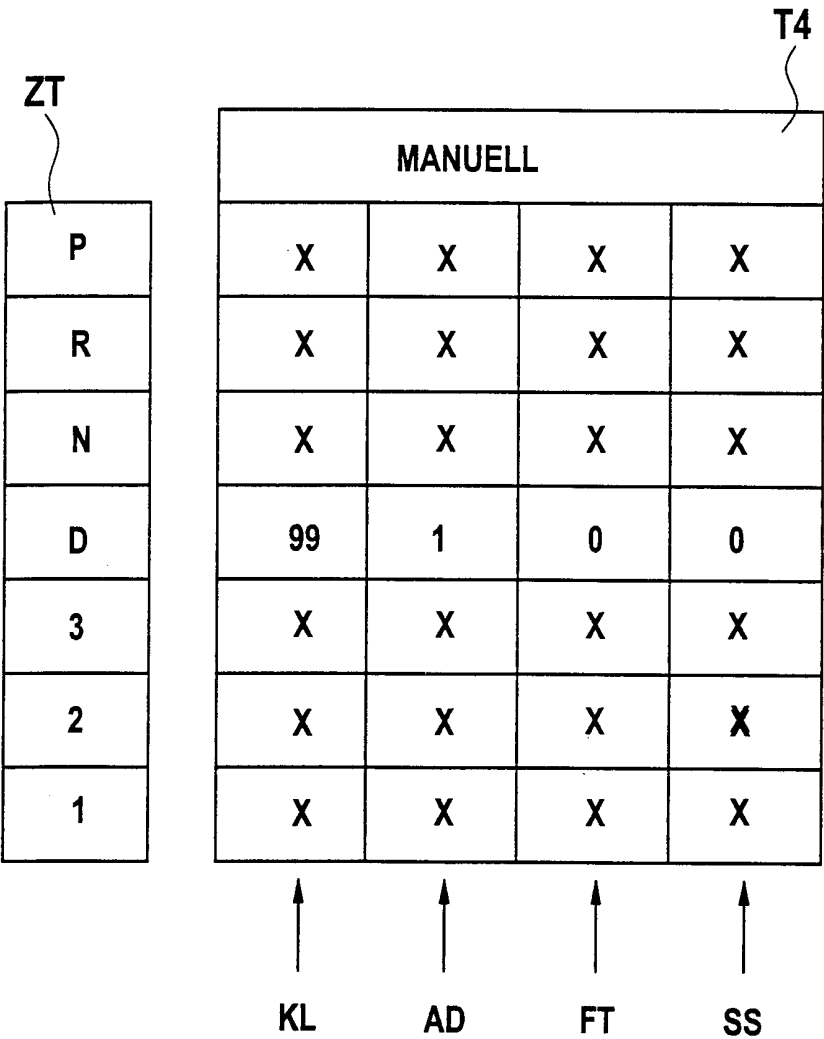 T4
ZT
MANUELL
P X X X X
R X X X X
N X X X X
D 99 1 0 0
3 X X X X
2 X X X X
1 X X X X
KL AD FT SS